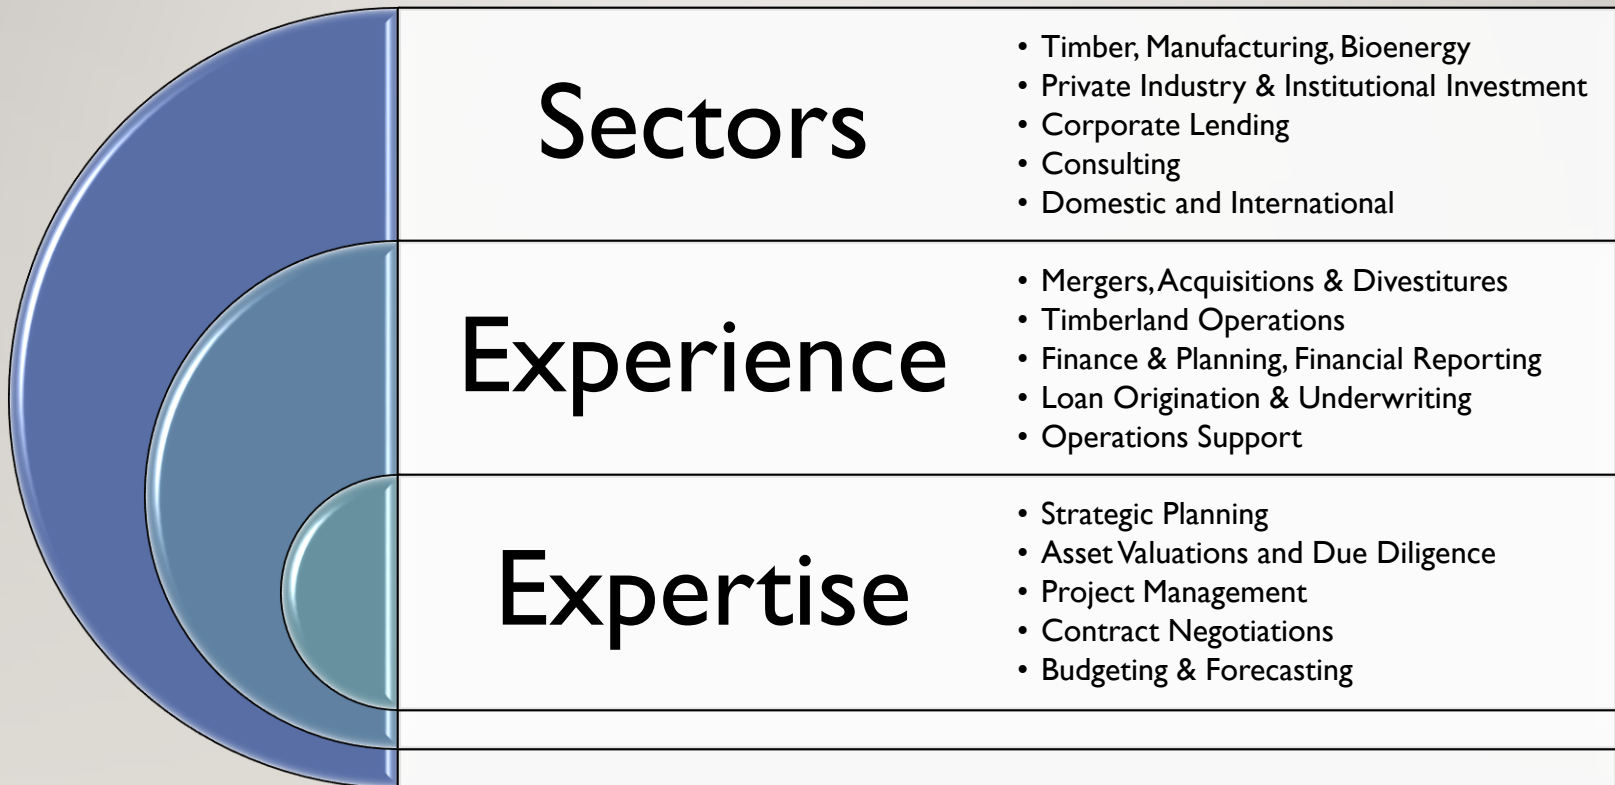 Sectors
• Timber, Manufacturing, Bioenergy
• Private Industry & Institutional Investment
• Corporate Lending
• Consulting
• Domestic and International
Experience
• Mergers, Acquisitions & Divestitures
• Timberland Operations
• Finance & Planning, Financial Reporting
• Loan Origination & Underwriting
• Operations Support
Expertise
• Strategic Planning
• Asset Valuations and Due Diligence
• Project Management
• Contract Negotiations
• Budgeting & Forecasting